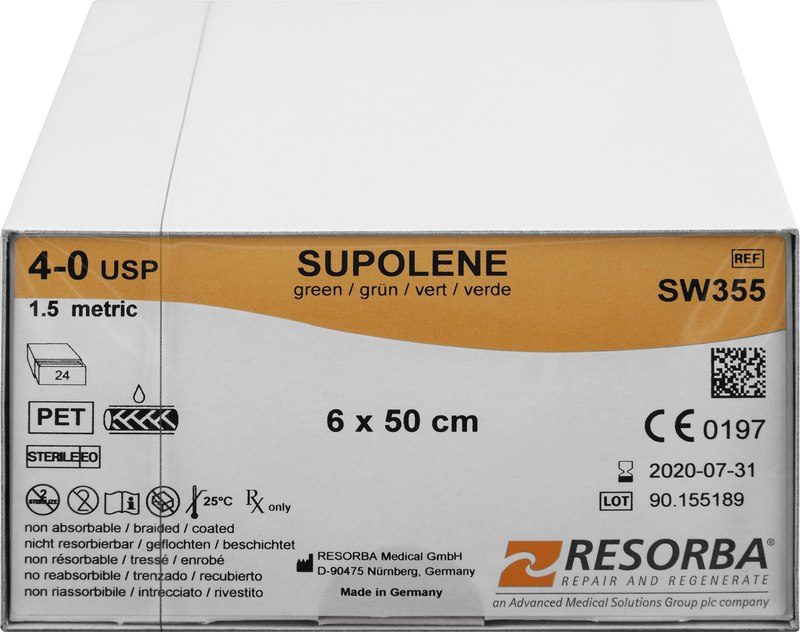 4-0 USP
1.5 metric
SUPOLENE
green / grün / vert / verde
REF
SW355
24
PET
STERILE EO
6 x 50 cm
CE 0197
2020-07-31
LOT 90.155189
2
STERILIZE
2
i
25°C
Rx only
non absorbable / braided / coated
nicht resorbierbar / geflochten / beschichtet
non résorbable / tressé / enrobé
no reabsorbible / trenzado / recubierto
non riassorbibile / intrecciato / rivestito
RESORBA Medical GmbH
D-90475 Nürnberg, Germany
Made in Germany
RESORBA®
REPAIR AND REGENERATE
an Advanced Medical Solutions Group plc company